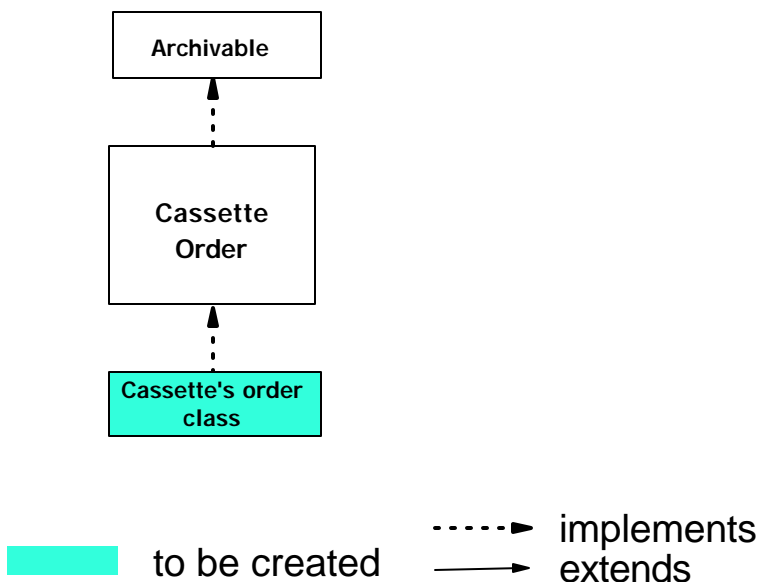 Archivable
Cassette
Order
Cassette's order
class
to be created
implements
extends